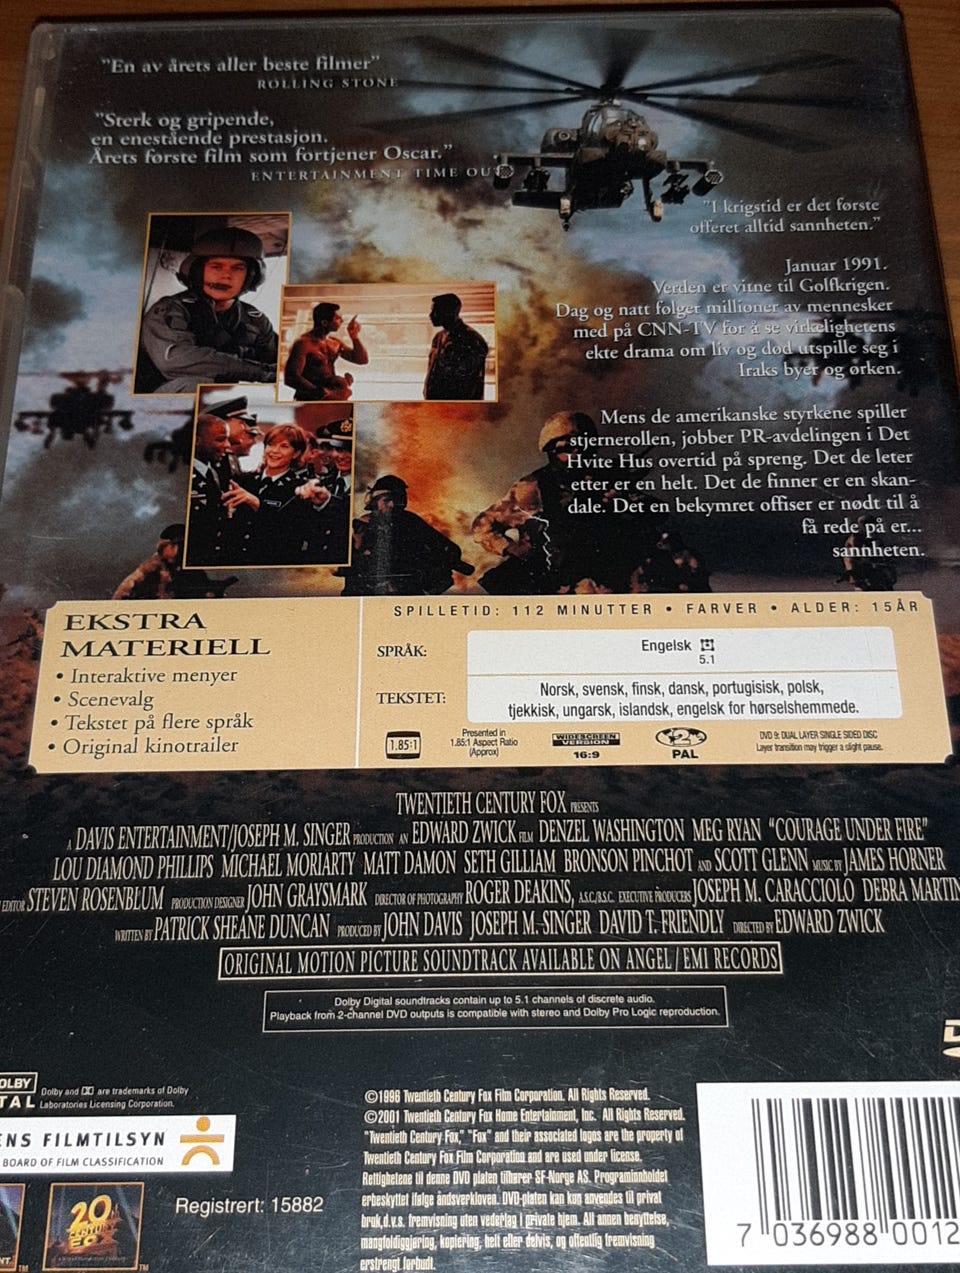 "En av årets aller beste filmer"
ROLLING STONE
"Sterk og gripende,
en enestående prestasjon.
Årets første film som fortjener Oscar."
ENTERTAINMENT TIME OUT
"I krigstid er det første
offeret alltid sannheten."
Januar 1991.
Verden er vitne til Golfkrigen.
Dag og natt følger millioner av mennesker
med på CNN-TV for å se virkelighetens
ekte drama om liv og død utspille seg i
Iraks byer og ørken.
Mens de amerikanske styrkene spiller
stjernerollen, jobber PR-avdelingen i Det
Hvite Hus overtid på spreng. Det de leter
etter er en helt. Det de finner er en skan-
dale. Det en bekymret offiser er nødt til å
få rede på er...
sannheten.
EKSTRA
MATERIELL
• Interaktive menyer
• Scenevalg
• Tekstet på flere språk
• Original kinotrailer
SPILLETID: 112 MINUTTER • FARVER • ALDER: 15 ÅR
SPRÅK:
Engelsk
5.1
TEKSTET:
Norsk, svensk, finsk, dansk, portugisisk, polsk,
tjekkisk, ungarsk, islandsk, engelsk for hørselshemmede.
1.85:1
Presented in
1.85:1 Aspect Ratio
(Approx)
WIDESCREEN
VERSION
16:9
2
PAL
DVD 9: DUAL LAYER SINGLE SIDED DISC
Layer transition may trigger a slight pause.
TWENTIETH CENTURY FOX PRESENTS
A DAVIS ENTERTAINMENT/JOSEPH M. SINGER PRODUCTION AN EDWARD ZWICK FILM DENZEL WASHINGTON MEG RYAN "COURAGE UNDER FIRE"
LOU DIAMOND PHILLIPS MICHAEL MORIARTY MATT DAMON SETH GILLIAM BRONSON PINCHOT AND SCOTT GLENN MUSIC BY JAMES HORNER
EDITOR STEVEN ROSENBLUM PRODUCTION DESIGNER JOHN GRAYSMARK DIRECTOR OF PHOTOGRAPHY ROGER DEAKINS, A.S.C./B.S.C. EXECUTIVE PRODUCERS JOSEPH M. CARACCIOLO DEBRA MARTIN
WRITTEN BY PATRICK SHEANE DUNCAN PRODUCED BY JOHN DAVIS JOSEPH M. SINGER DAVID T. FRIENDLY DIRECTED BY EDWARD ZWICK
ORIGINAL MOTION PICTURE SOUNDTRACK AVAILABLE ON ANGEL/EMI RECORDS
Dolby Digital soundtracks contain up to 5.1 channels of discrete audio.
Playback from 2-channel DVD outputs is compatible with stereo and Dolby Pro Logic reproduction.
OLBY
TAL
Dolby and DD are trademarks of Dolby
Laboratories Licensing Corporation.
ENS FILMTILSYN
BOARD OF FILM CLASSIFICATION
20TH
CENTURY
FOX
TM
TM
Registrert: 15882
©1996 Twentieth Century Fox Film Corporation. All Rights Reserved.
©2001 Twentieth Century Fox Home Entertainment, Inc. All Rights Reserved.
"Twentieth Century Fox," "Fox" and their associated logos are the property of
Twentieth Century Fox Film Corporation and are used under license.
Rettighetene til denne DVD platen tilhører SF-Norge AS. Programinnholdet
er beskyttet ifølge åndsverkloven. DVD-platen kan kun anvendes til privat
bruk, d.v.s. fremvisning uten vederlag i private hjem. All annen benyttelse,
mangfoldiggjøring, kopiering, helt eller delvis, og offentlig fremvisning
er strengt forbudt.
7 036988 0012